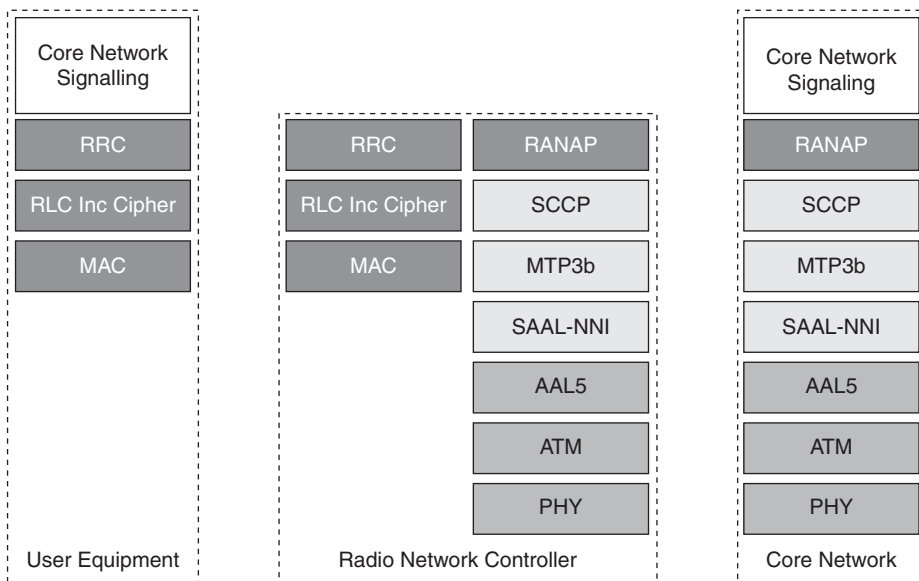 Core Network
Signalling
RRC
RLC Inc Cipher
MAC
User Equipment
RRC
RLC Inc Cipher
MAC
RANAP
SCCP
MTP3b
SAAL-NNI
AAL5
ATM
PHY
Radio Network Controller
Core Network
Signaling
RANAP
SCCP
MTP3b
SAAL-NNI
AAL5
ATM
PHY
Core Network